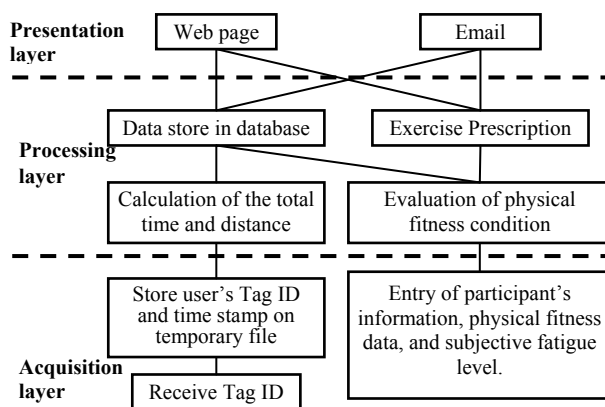 Presentation
layer
Web page
Email
Data store in database
Exercise Prescription
Processing
layer
Calculation of the total
time and distance
Evaluation of physical
fitness condition
Store user's Tag ID
and time stamp on
temporary file
Entry of participant's
information, physical fitness
data, and subjective fatigue
level.
Acquisition
layer
Receive Tag ID